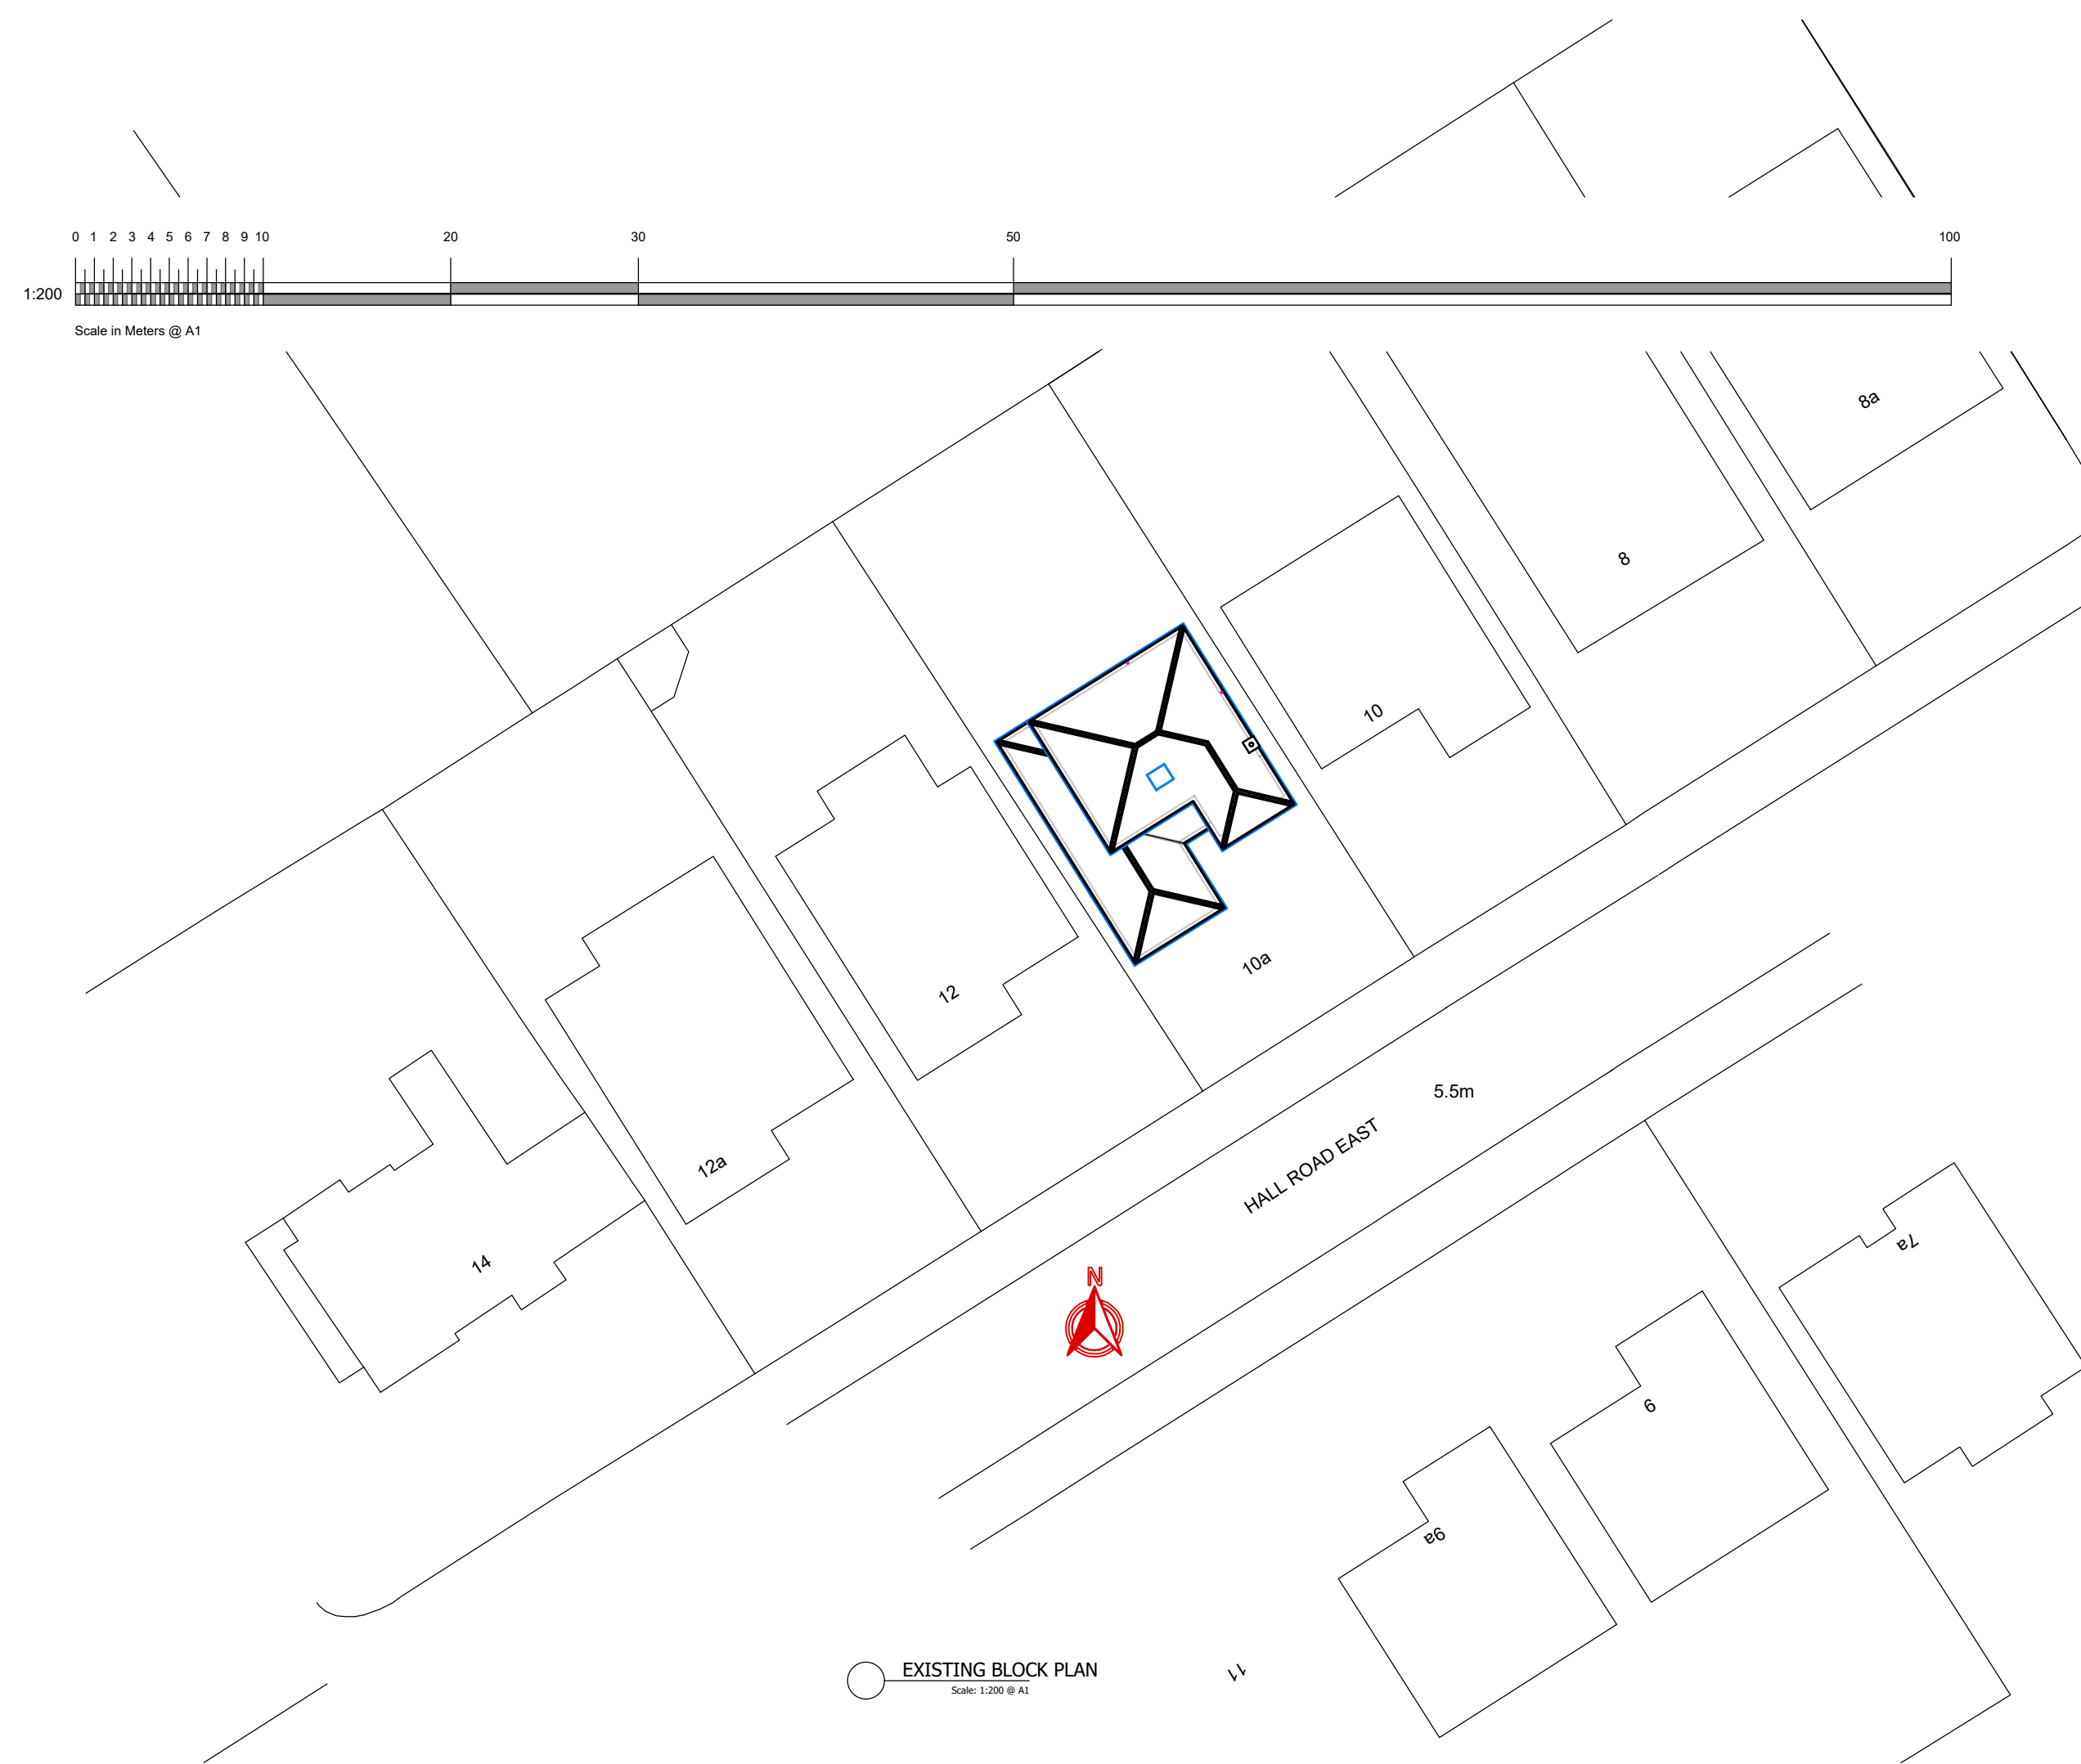 0 1 2 3 4 5 6 7 8 9 10 20 30 50 100
1:200
Scale in Meters @ A1
8a
8
10
10a
12
12a
14
5.5m
HALL ROAD EAST
N
7a
9
9a
11
EXISTING BLOCK PLAN
Scale: 1:200 @ A1